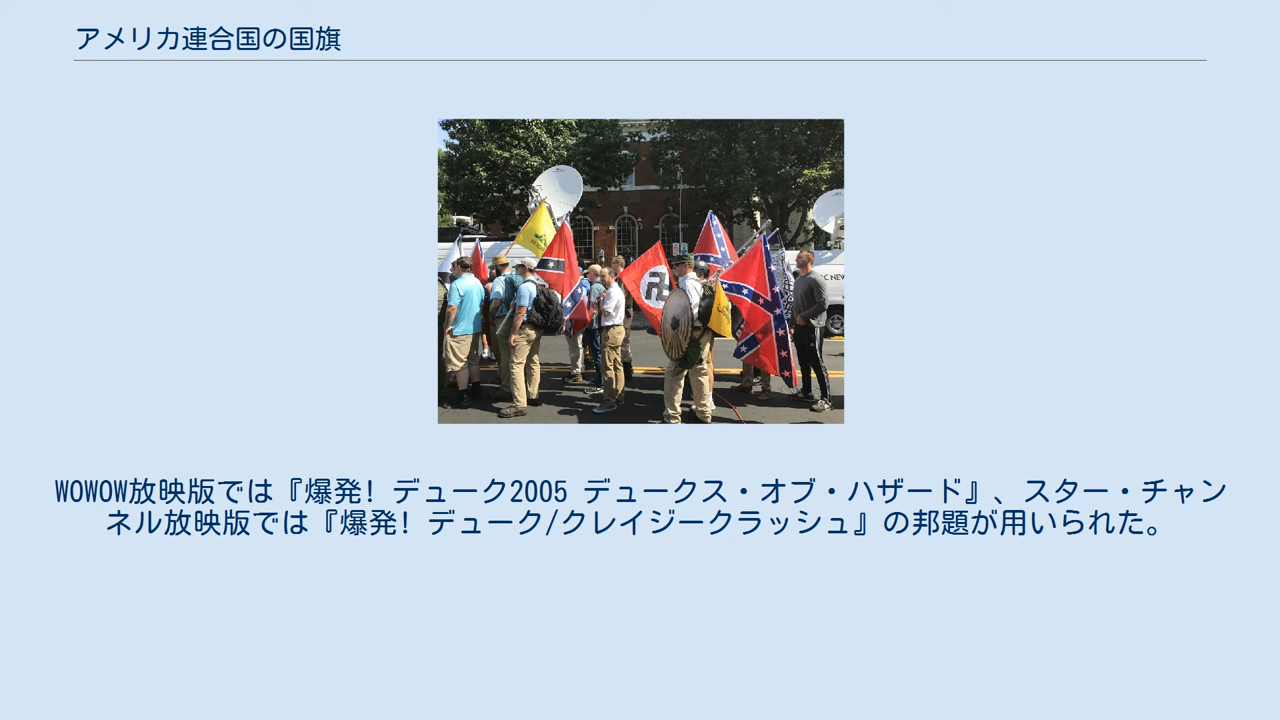 アメリカ連合国の国旗
WOWOW放映版では『爆発! デューク2005 デュークス・オブ・ハザード』、スター・チャン
ネル放映版では『爆発! デューク/クレイジークラッシュ』の邦題が用いられた。